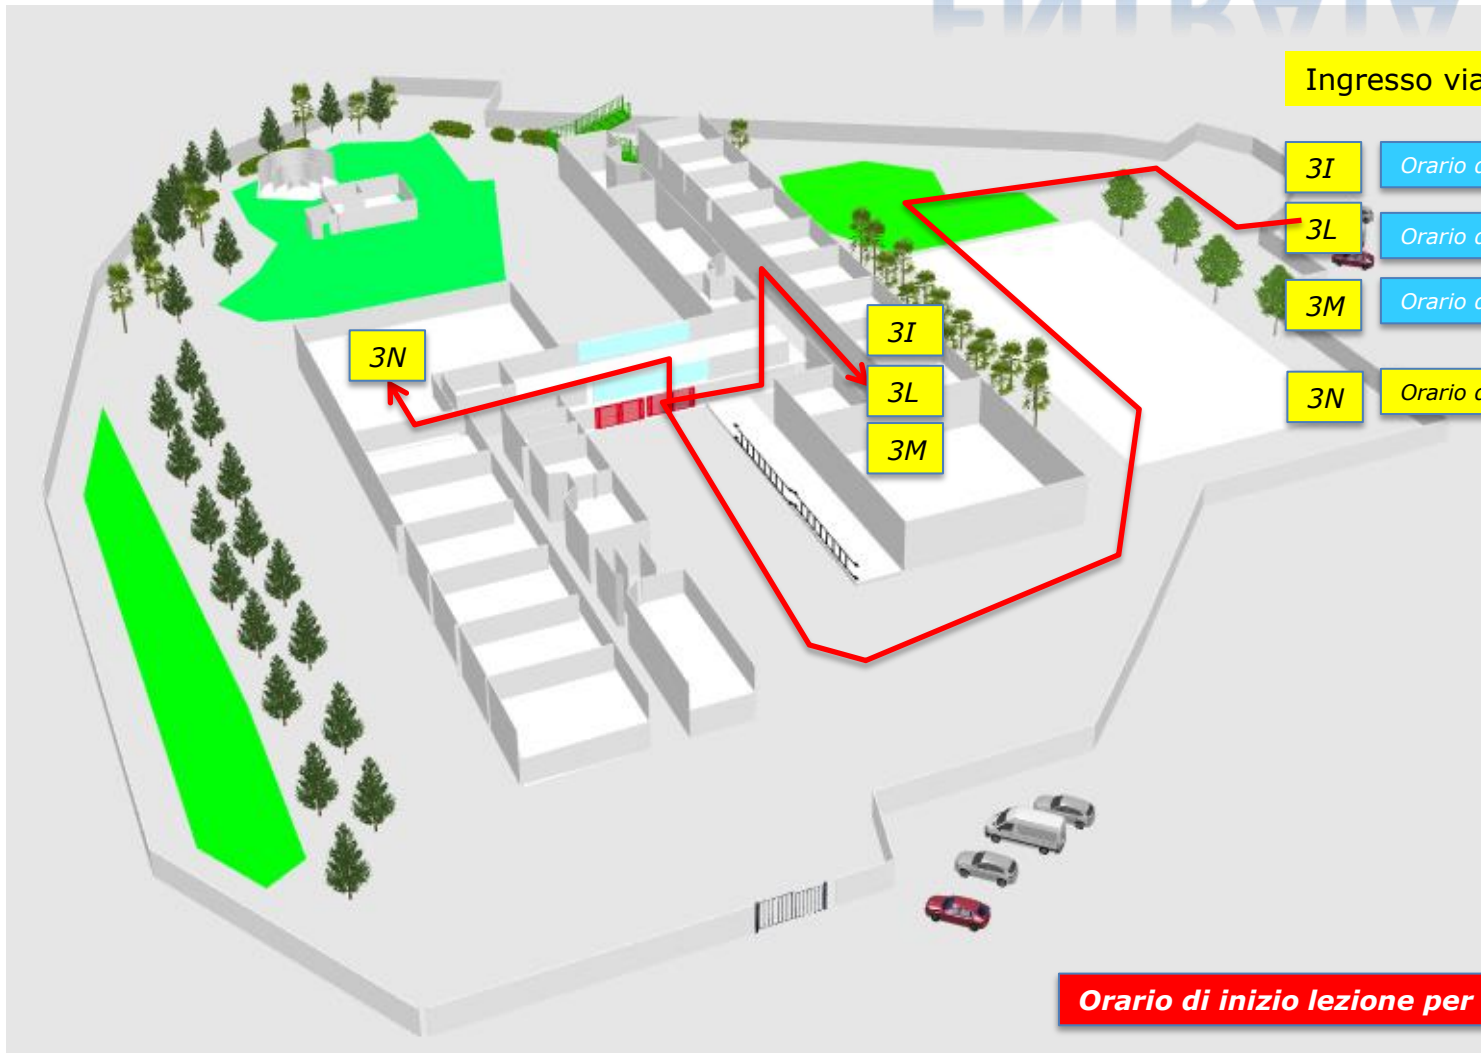 Ingresso via
3I Orario
3L Orario
3M Orario
3N Orario
3N
3I
3L
3M
Orario di inizio lezione per